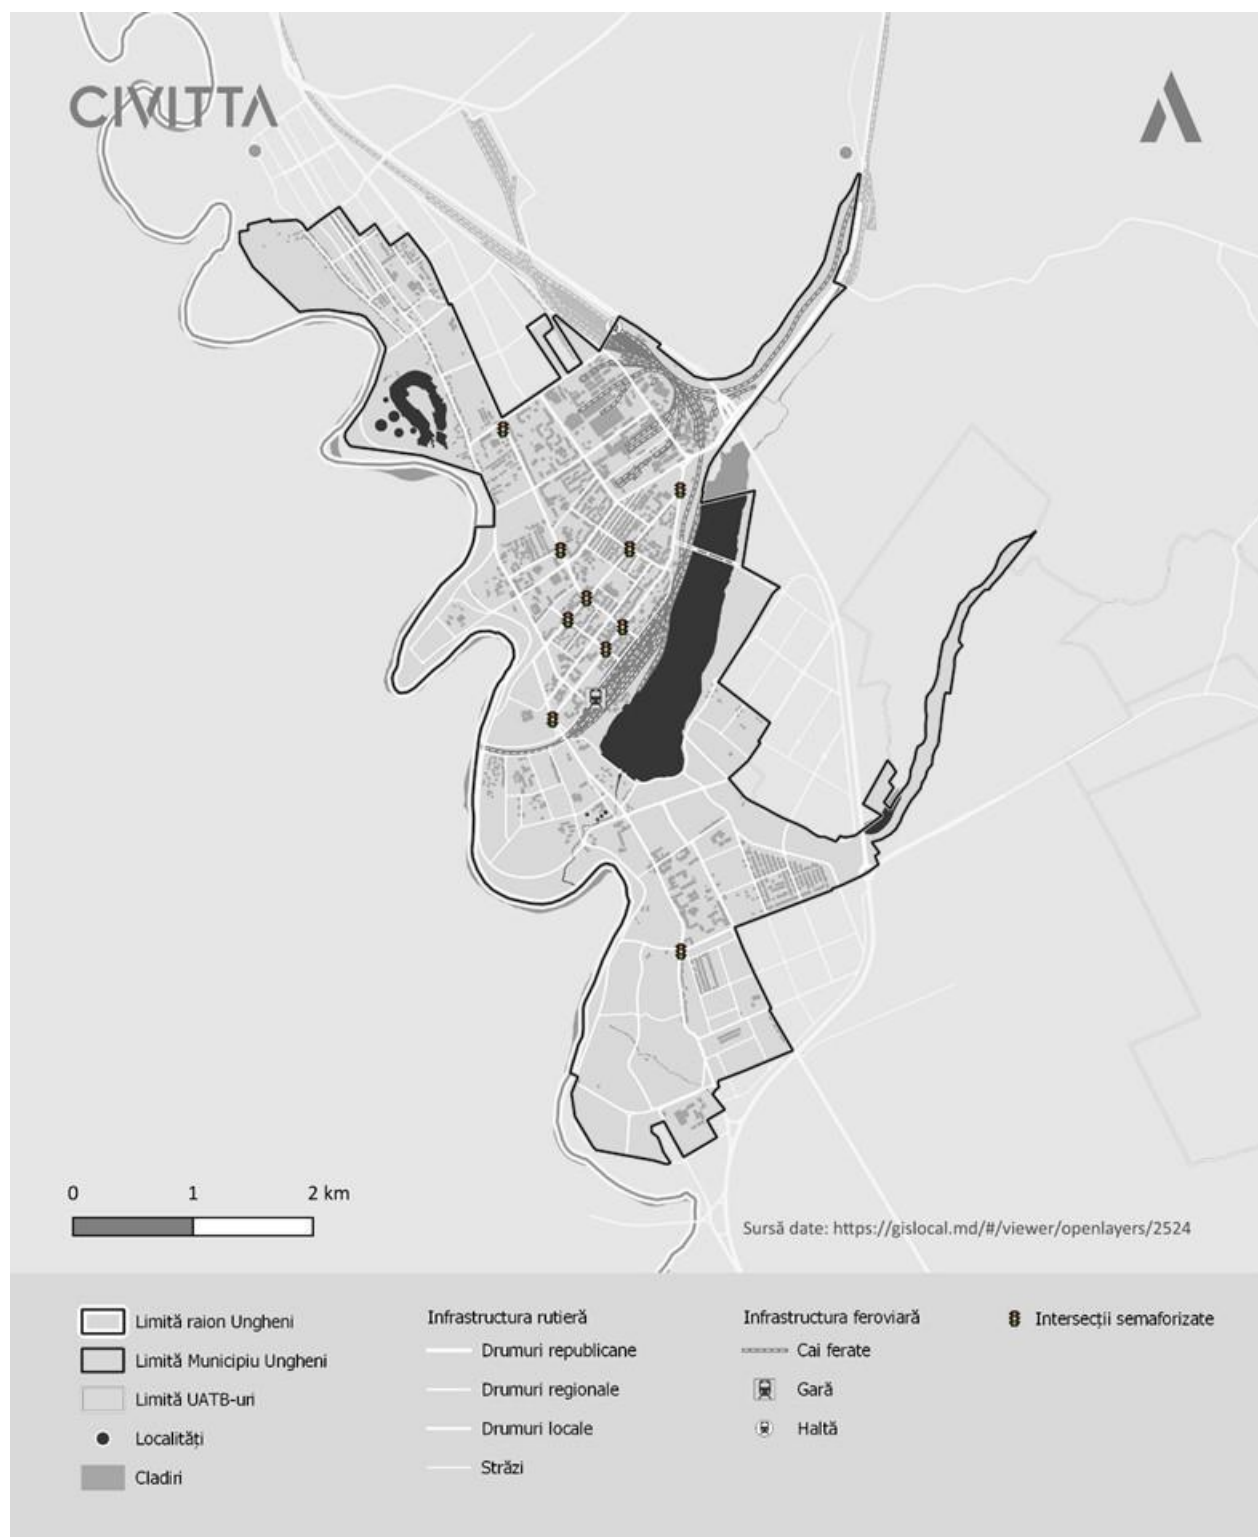 CIVITTA
0 1 2 km
Sursă date: https://gislocal.md/#/viewer/openlayers/2524
Limită raion Ungheni
Limită Municipiu Ungheni
Limită UATB-uri
Localități
Cladiri
Infrastructura rutieră
Drumuri republicane
Drumuri regionale
Drumuri locale
Străzi
Infrastructura feroviară
Cai ferate
Gară
Haltă
Intersecții semaforizate